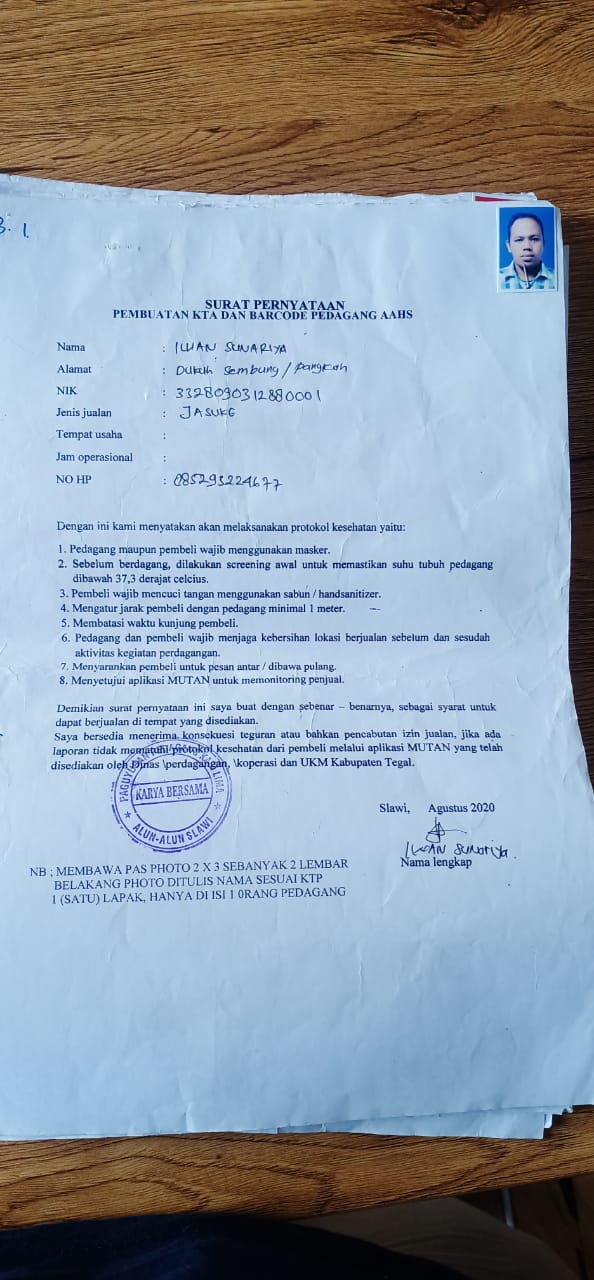 3. 1.
SURAT PERNYATAAN
PEMBUATAN KTA DAN BARCODE PEDAGANG AAHS
Nama : ILWAN SUNARIYA
Alamat : Dukuh Sembung / Pangkah
NIK : 3328090312880001
Jenis jualan : JASUKE
Tempat usaha :
Jam operasional :
NO HP : 085293224677
Dengan ini kami menyatakan akan melaksanakan protokol kesehatan yaitu:
1. Pedagang maupun pembeli wajib menggunakan masker.
2. Sebelum berdagang, dilakukan screening awal untuk memastikan suhu tubuh pedagang
dibawah 37,3 derajat celcius.
3. Pembeli wajib mencuci tangan menggunakan sabun / handsanitizer.
4. Mengatur jarak pembeli dengan pedagang minimal 1 meter.
5. Membatasi waktu kunjung pembeli.
6. Pedagang dan pembeli wajib menjaga kebersihan lokasi berjualan sebelum dan sesudah
aktivitas kegiatan perdagangan.
7. Menyarankan pembeli untuk pesan antar / dibawa pulang.
8. Menyetujui aplikasi MUTAN untuk memonitoring penjual.
Demikian surat pernyataan ini saya buat dengan sebenar – benarnya, sebagai syarat untuk
dapat berjualan di tempat yang disediakan.
Saya bersedia menerima konsekuesi teguran atau bahkan pencabutan izin jualan, jika ada
laporan tidak mematuhi protokol kesehatan dari pembeli melalui aplikasi MUTAN yang telah
disediakan oleh Dinas \perdagangan, \koperasi dan UKM Kabupaten Tegal.
KARYA BERSAMA
ALUN-ALUN SLAWI
Slawi, Agustus 2020
ILWAN SUNARIYA.
Nama lengkap
NB ; MEMBAWA PAS PHOTO 2 X 3 SEBANYAK 2 LEMBAR
BELAKANG PHOTO DITULIS NAMA SESUAI KTP
1 (SATU) LAPAK, HANYA DI ISI 1 0RANG PEDAGANG